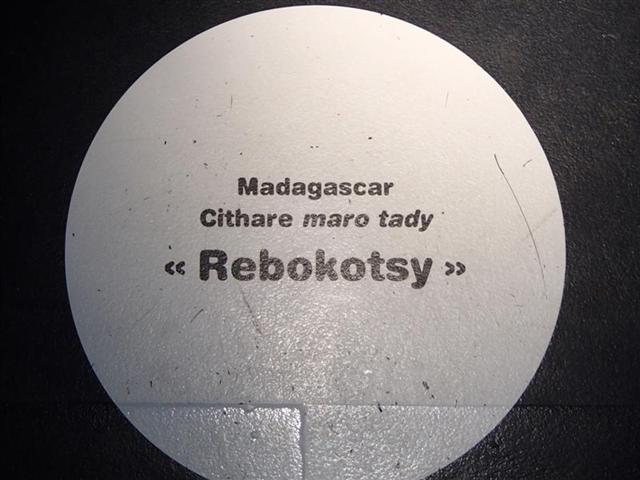 Madagascar
Cithare maro tady
« Rebokotsy »